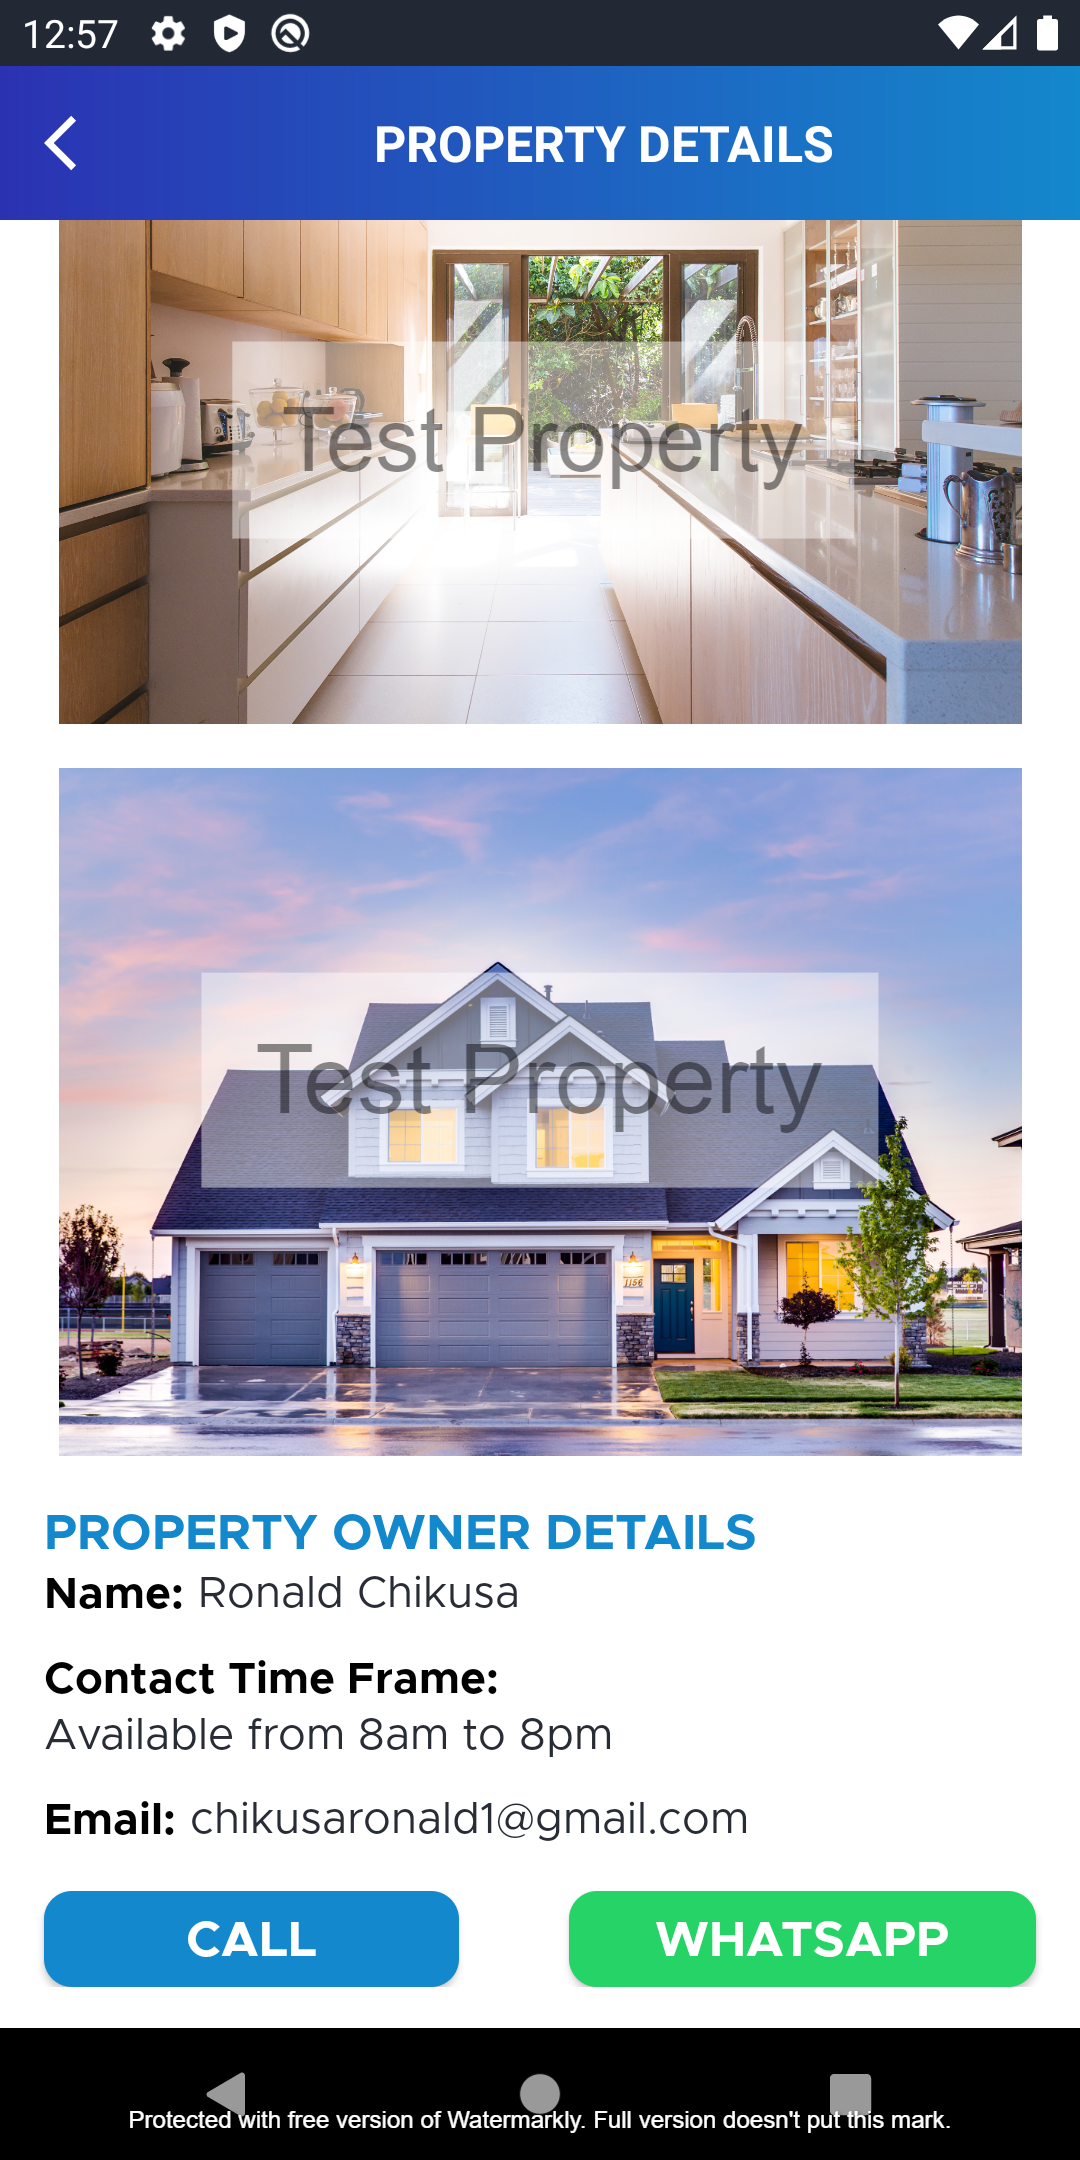 12:57
PROPERTY DETAILS
Test Property
Test Property
1156
PROPERTY OWNER DETAILS
Name: Ronald Chikusa
Contact Time Frame:
Available from 8am to 8pm
Email: chikusaronald1@gmail.com
CALL
WHATSAPP
Protected with free version of Watermarkly. Full version doesn't put this mark.